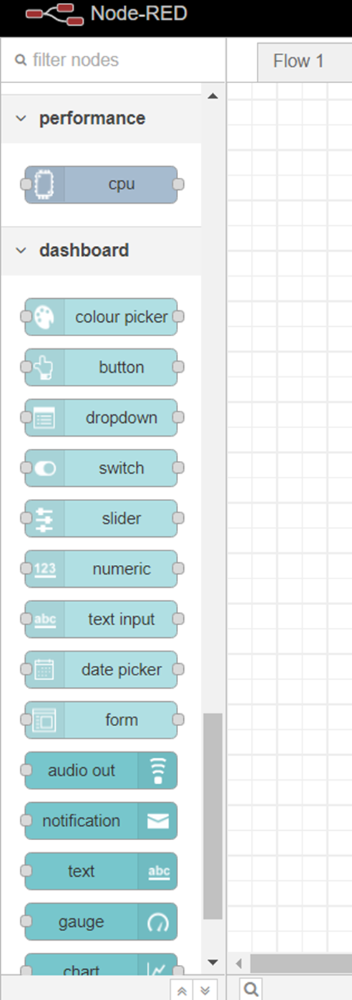 Node-RED
filter nodes
Flow 1
performance
cpu
dashboard
colour picker
button
dropdown
switch
slider
123
numeric
abc
text input
date picker
form
audio out
notification
text
abc
gauge
chart